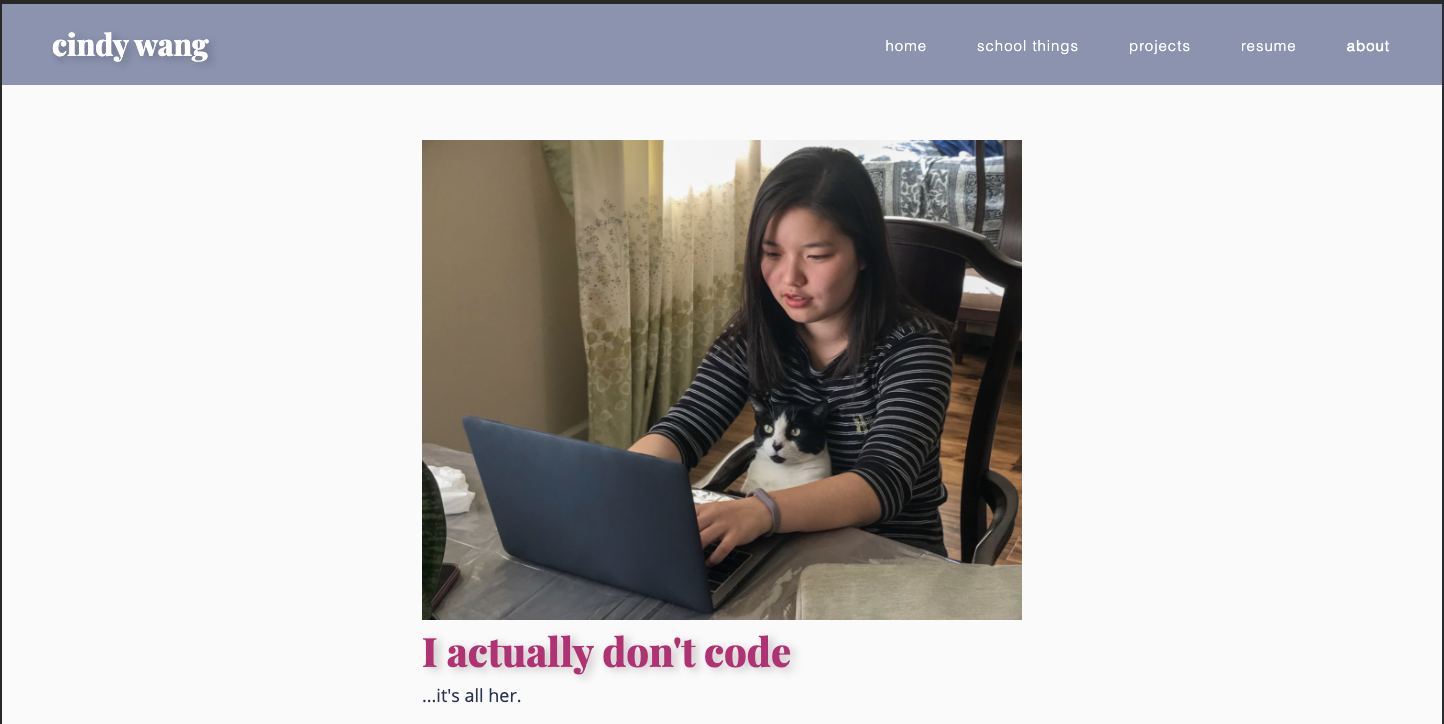 cindy wang
home school things projects resume about
I actually don't code
...it's all her.